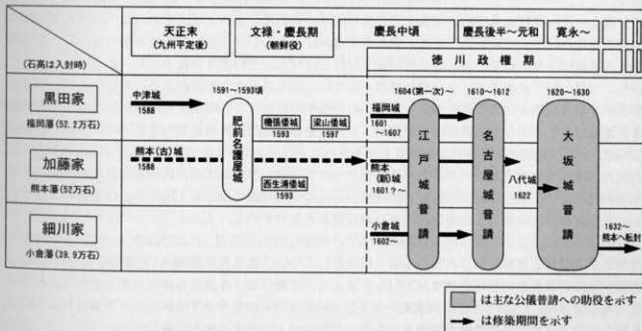 天正末
(九州平定後)
文禄・慶長期
(朝鮮役)
慶長中頃
慶長後半～元和
寛永～
(石高は入封時)
徳川政権期
黒田家
福岡藩(52.2万石)
中津城
1588
1591～1593頃
肥前名護屋城
機張倭城
1593
梁山倭城
1597
福岡城
1601
～1607
1604(第一次)～
江戸城普請
1610～1612
名古屋城普請
1620～1630
大坂城普請
加藤家
熊本藩(52万石)
熊本(古)城
1588
西生浦倭城
1593
熊本
(新)城
1601?～
八代城
1622
細川家
小倉藩(39.9万石)
小倉城
1602～
1632～
熊本へ転封
は主な公儀普請への助役を示す
は修築期間を示す